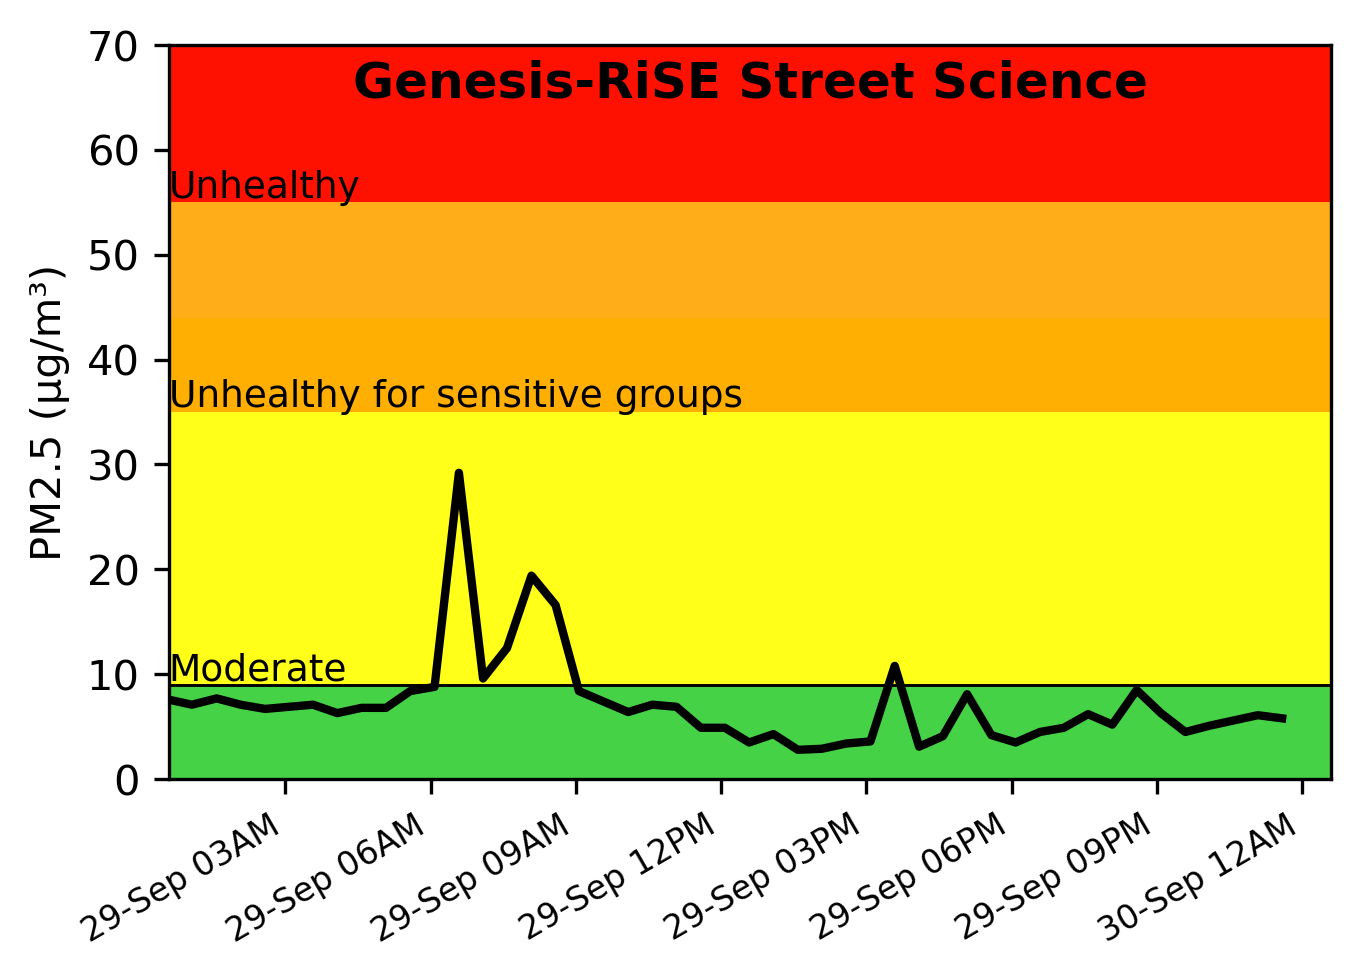 Genesis-RiSE Street Science
PM2.5 (µg/m³)
70
60
50
40
30
20
10
0
Unhealthy
Unhealthy for sensitive groups
Moderate
29-Sep 03AM
29-Sep 06AM
29-Sep 09AM
29-Sep 12PM
29-Sep 03PM
29-Sep 06PM
29-Sep 09PM
30-Sep 12AM